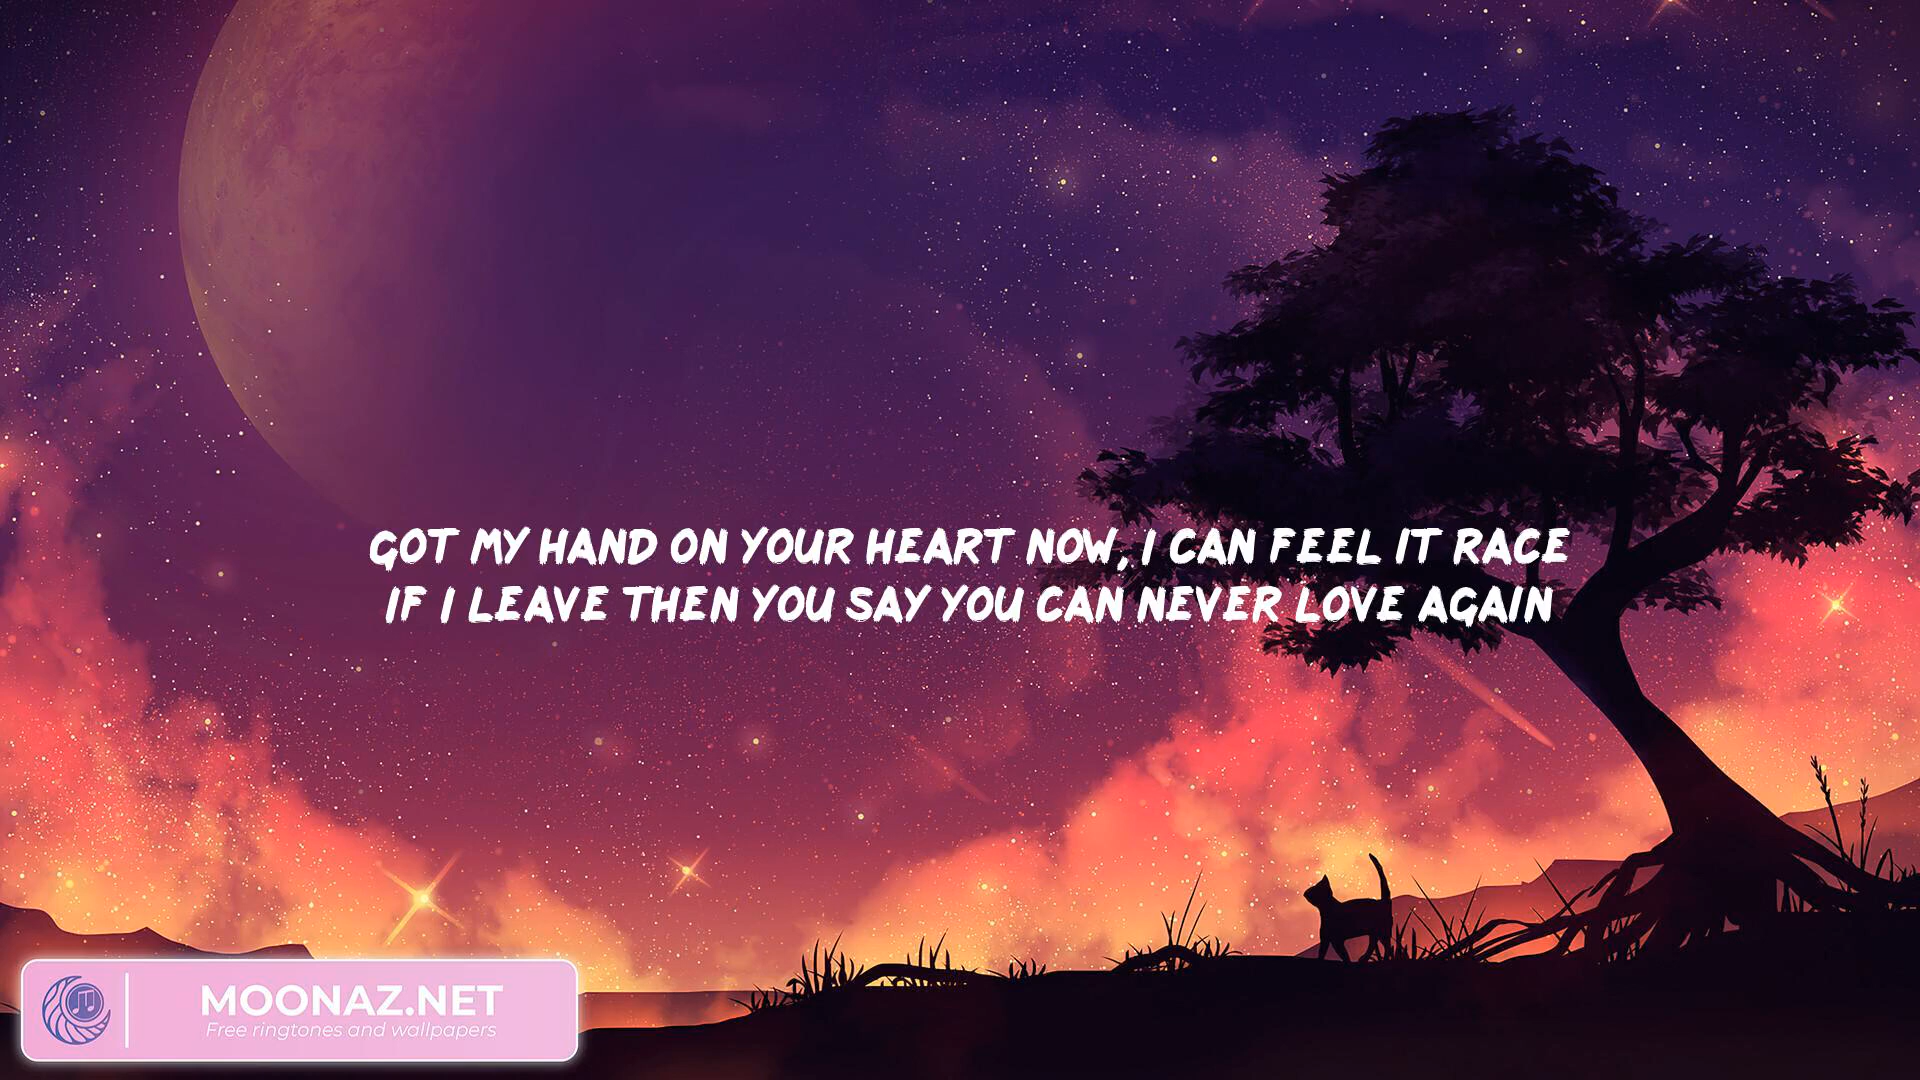 GOT MY HAND ON YOUR HEART NOW, I CAN FEEL IT RACE
IF I LEAVE THEN YOU SAY YOU CAN NEVER LOVE AGAIN
MOONAZ.NET
Free ringtones and wallpapers